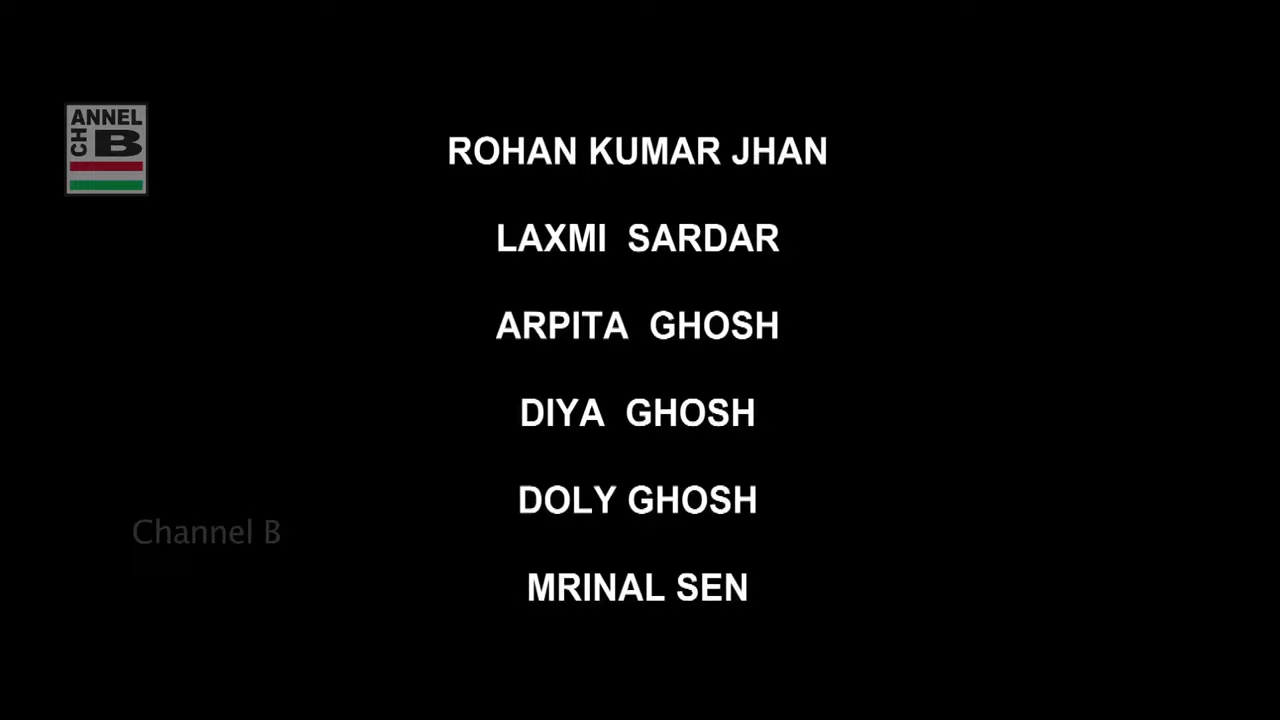 ANNEL
CH B
ROHAN KUMAR JHAN
LAXMI SARDAR
ARPITA GHOSH
DIYA GHOSH
DOLY GHOSH
Channel B
MRINAL SEN